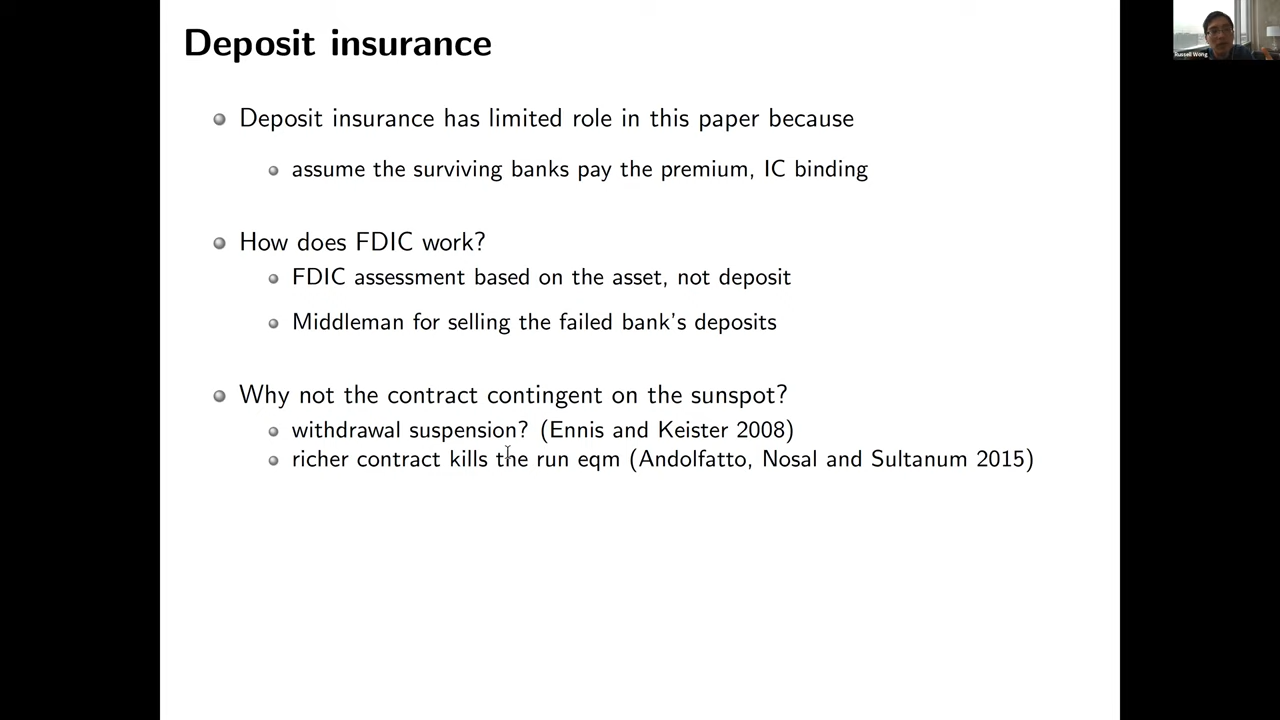 Deposit insurance
Deposit insurance has limited role in this paper because
assume the surviving banks pay the premium, IC binding
How does FDIC work?
FDIC assessment based on the asset, not deposit
Middleman for selling the failed bank's deposits
Why not the contract contingent on the sunspot?
withdrawal suspension? (Ennis and Keister 2008)
richer contract kills the run eqm (Andolfatto, Nosal and Sultanum 2015)
Russell Wong